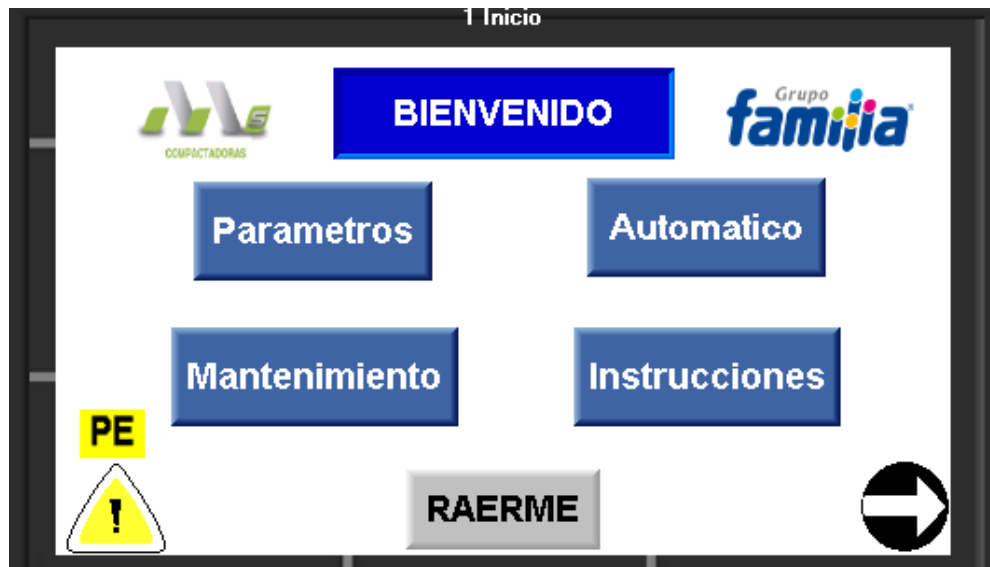 1 Inicio
BIENVENIDO
COMPACTADORAS
Grupo
familia
Parametros
Automatico
Mantenimiento
Instrucciones
PE
!
RAERME